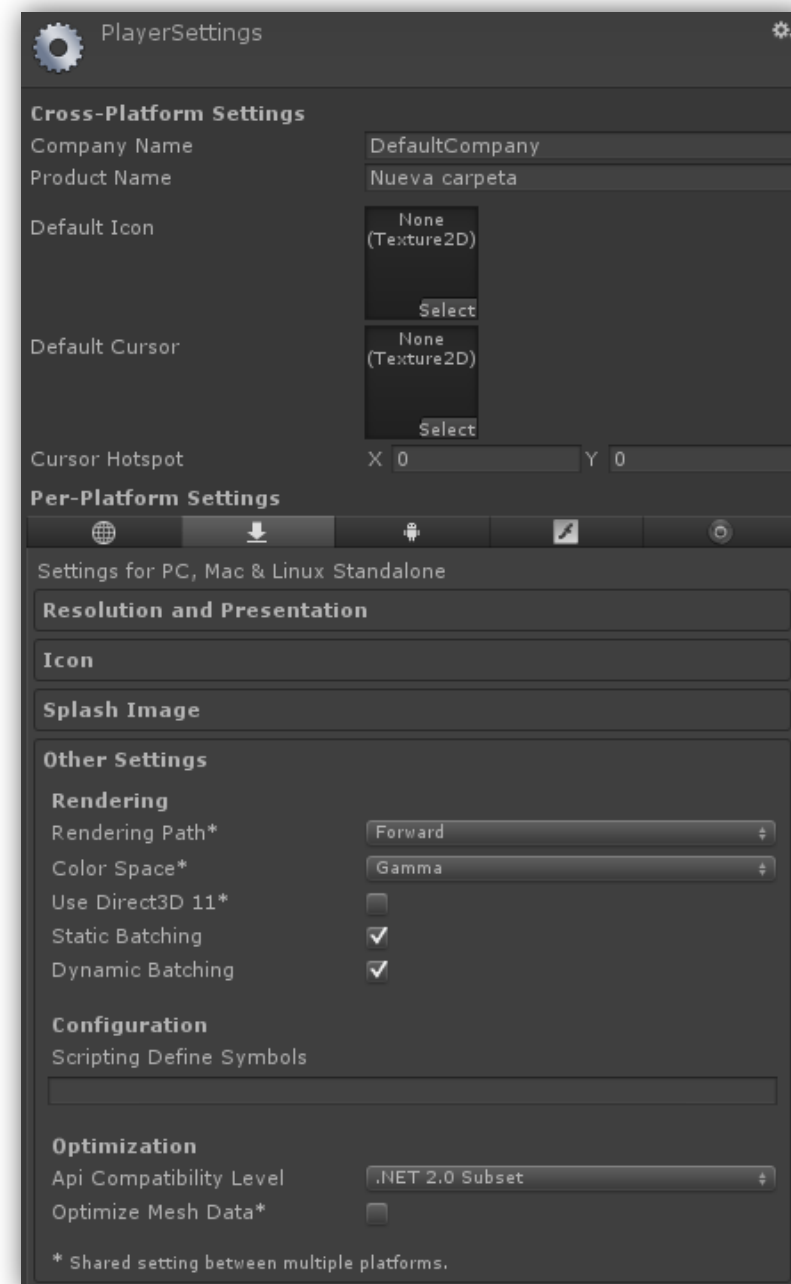 PlayerSettings
Cross-Platform Settings
Company Name DefaultCompany
Product Name Nueva carpeta
Default Icon
None
(Texture2D)
Select
Default Cursor
None
(Texture2D)
Select
Cursor Hotspot X 0 Y 0
Per-Platform Settings
Settings for PC, Mac & Linux Standalone
Resolution and Presentation
Icon
Splash Image
Other Settings
Rendering
Rendering Path* Forward
Color Space* Gamma
Use Direct3D 11*
Static Batching
Dynamic Batching
Configuration
Scripting Define Symbols
Optimization
Api Compatibility Level .NET 2.0 Subset
Optimize Mesh Data*
* Shared setting between multiple platforms.